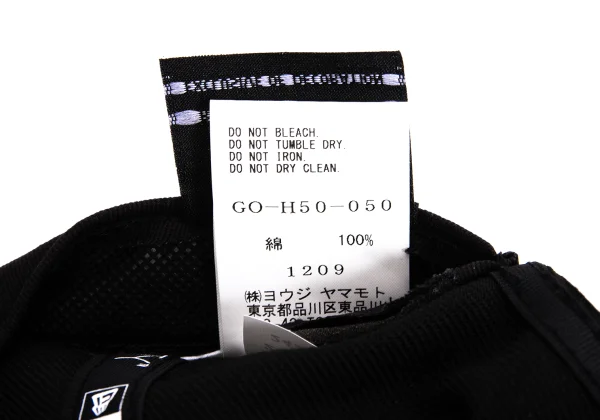 EXCLUSIVE OF DECORATION
DO NOT BLEACH.
DO NOT TUMBLE DRY.
DO NOT IRON.
DO NOT DRY CLEAN.
GO-H50-050
綿 100%
1209
㈱ヨウジ ヤマモト
東京都品川区東品川